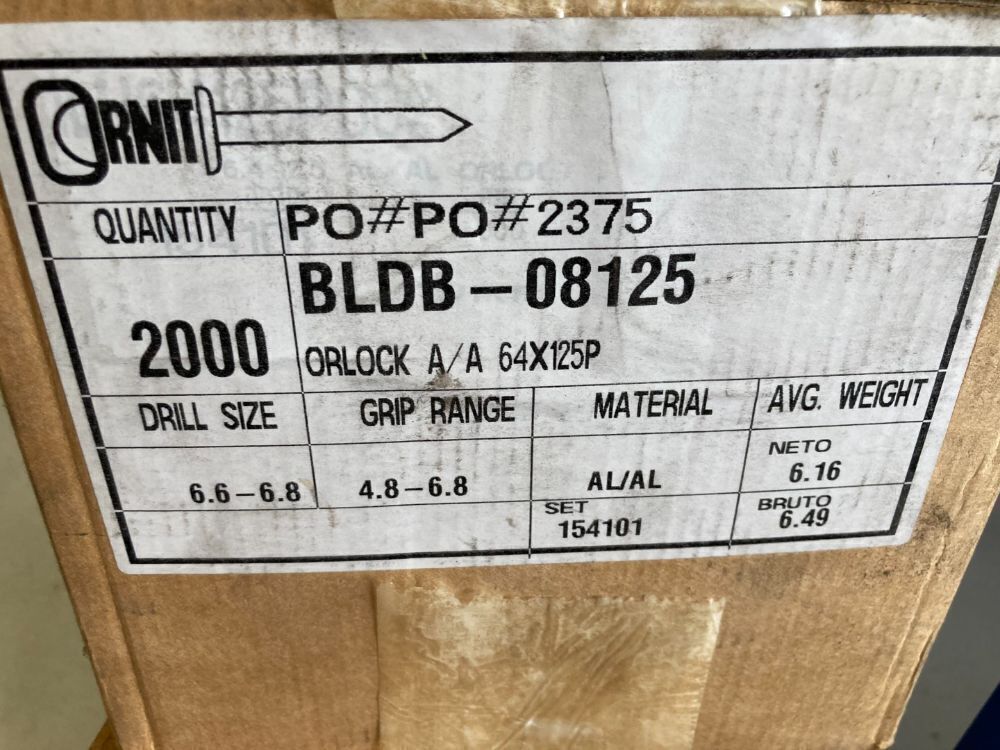 ORNIT
QUANTITY
PO#PO#2375
2000
BLDB-08125
ORLOCK A/A 64X125P
DRILL SIZE
GRIP RANGE
MATERIAL
AVG. WEIGHT
6.6-6.8
4.8-6.8
AL/AL
NETO
6.16
SET
154101
BRUTO
6.49